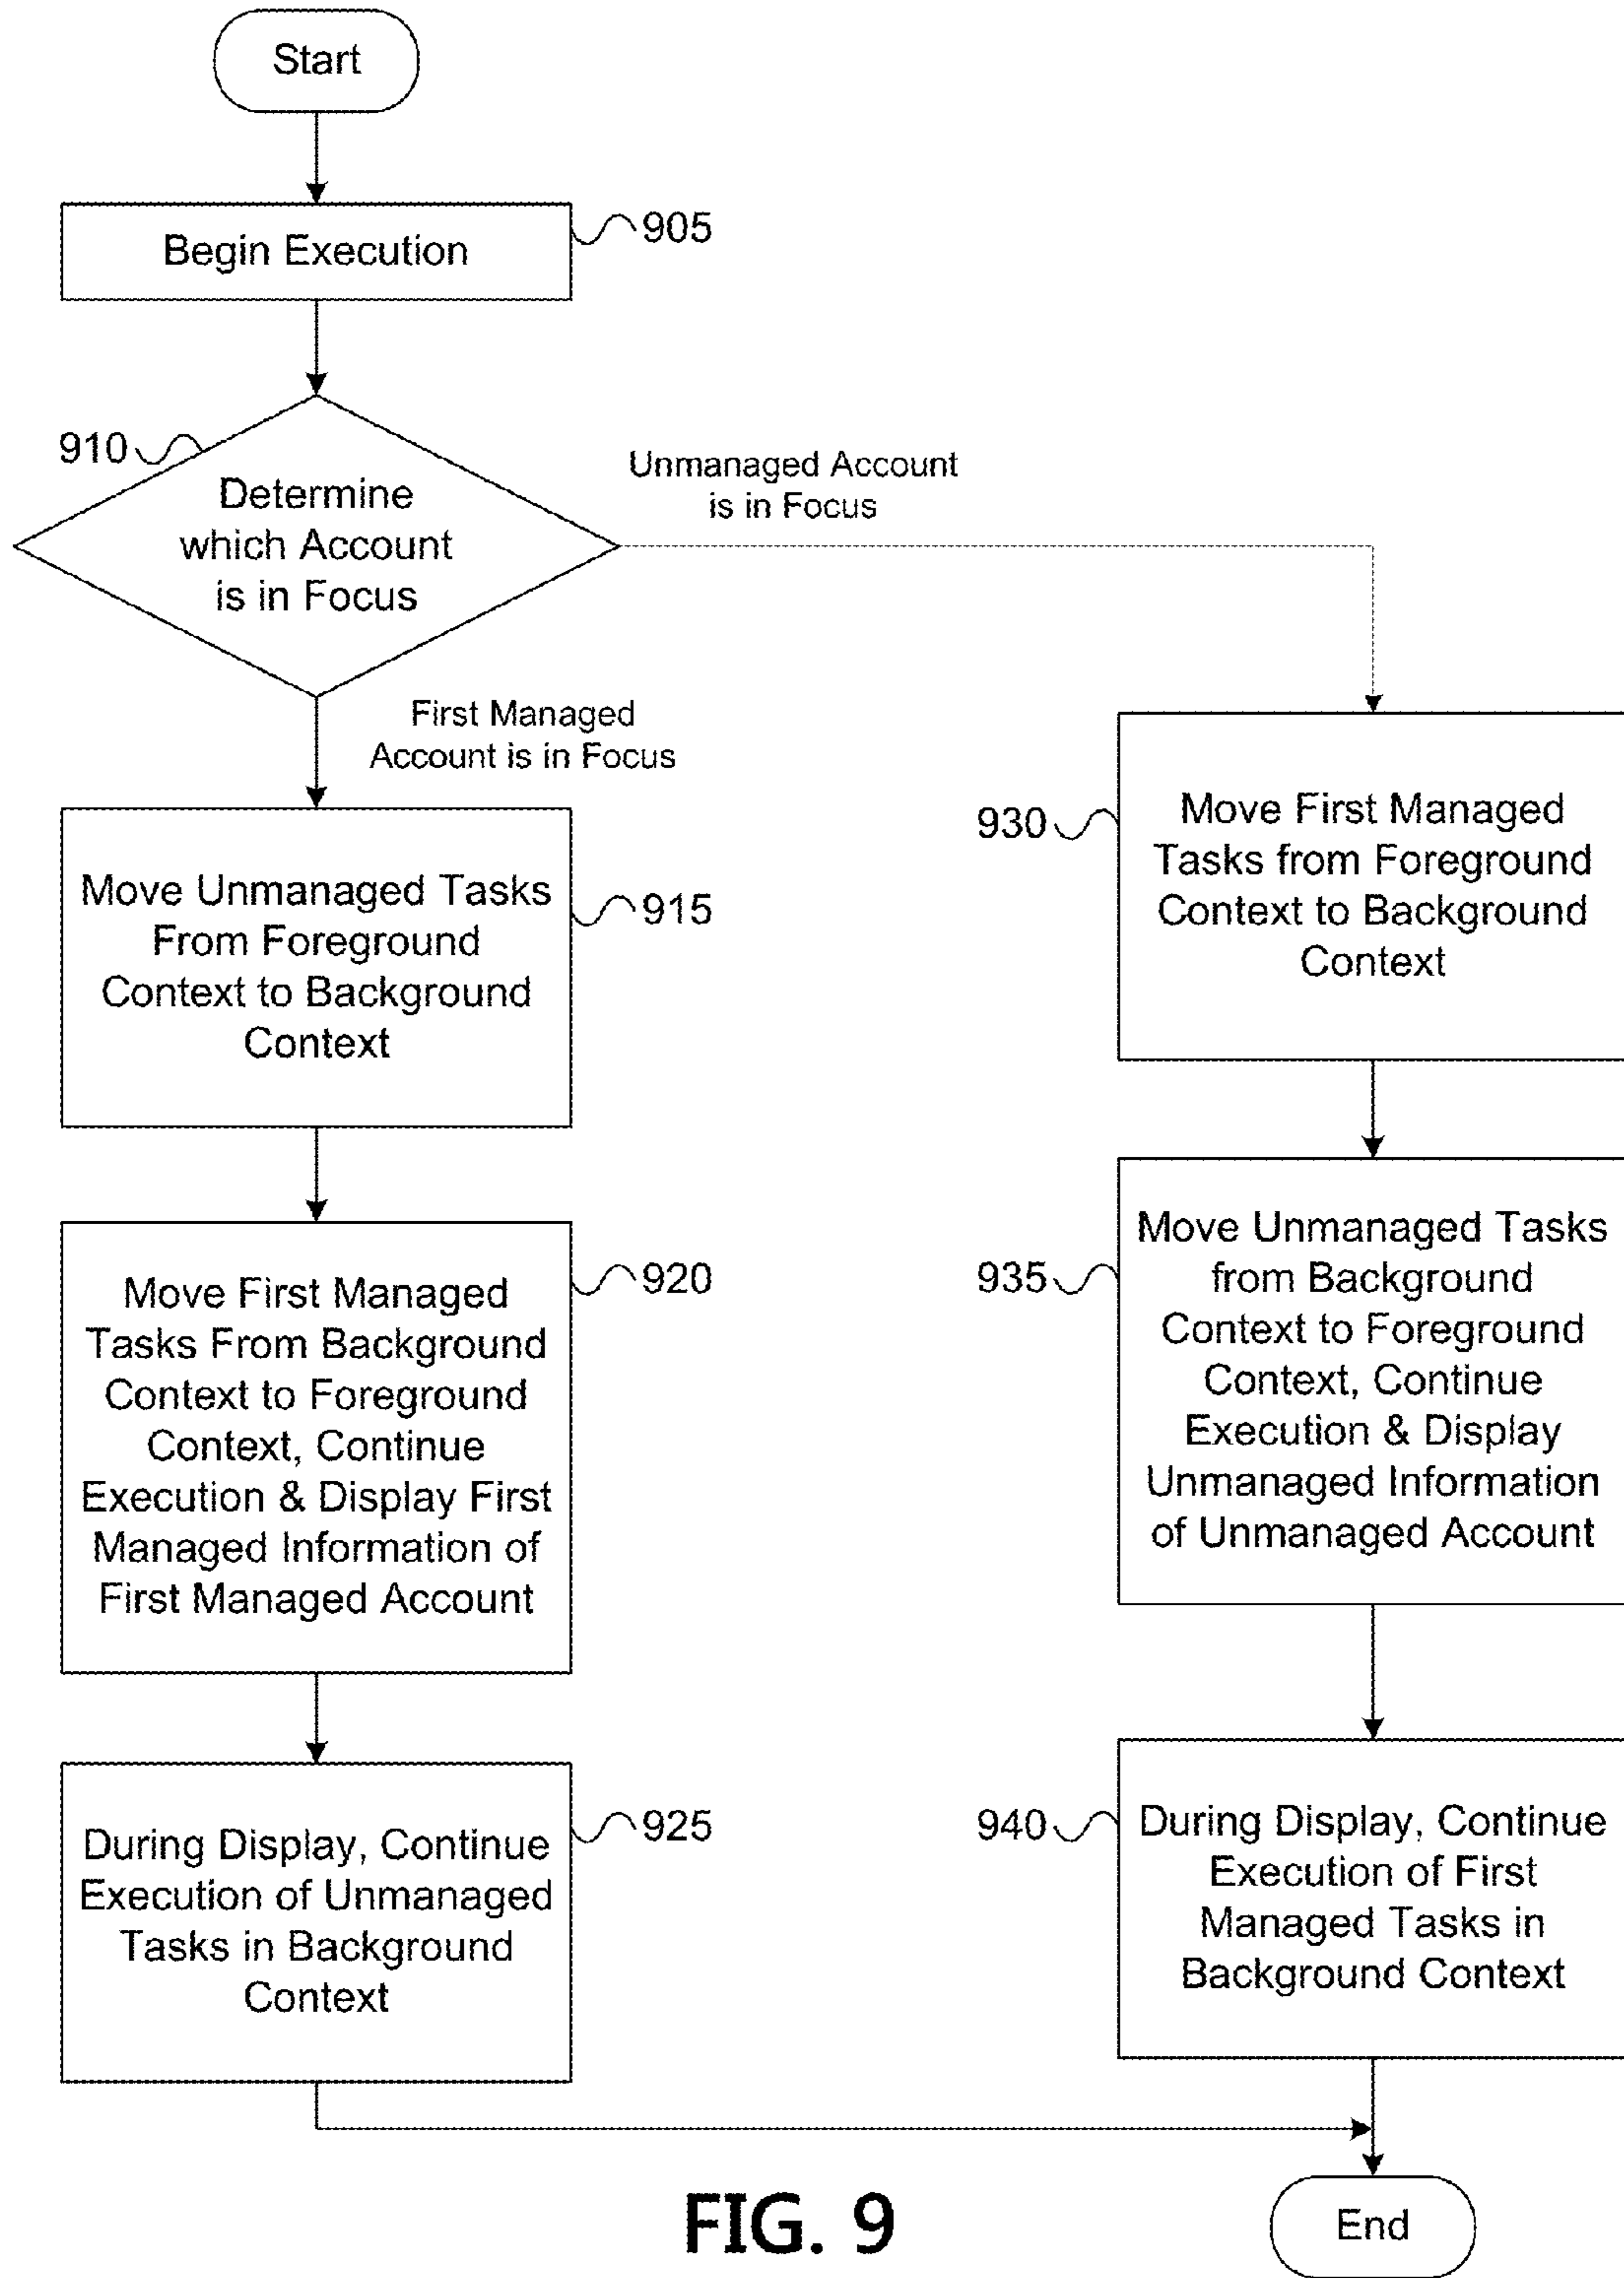 Start
Begin Execution
905
910
Determine
which Account
is in Focus
Unmanaged Account
is in Focus
First Managed
Account is in Focus
Move Unmanaged Tasks
From Foreground
Context to Background
Context
915
Move First Managed
Tasks From Background
Context to Foreground
Context, Continue
Execution & Display First
Managed Information of
First Managed Account
920
During Display, Continue
Execution of Unmanaged
Tasks in Background
Context
925
930
Move First Managed
Tasks from Foreground
Context to Background
Context
935
Move Unmanaged Tasks
from Background
Context to Foreground
Context, Continue
Execution & Display
Unmanaged Information
of Unmanaged Account
940
During Display, Continue
Execution of First
Managed Tasks in
Background Context
End
FIG. 9